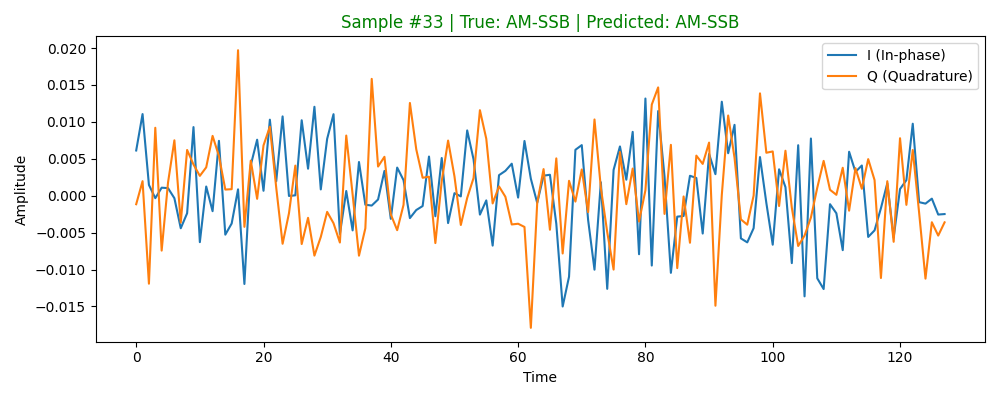 Sample #33 | True: AM-SSB | Predicted: AM-SSB
I (In-phase)
Q (Quadrature)
0.020
0.015
0.010
0.005
0.000
−0.005
−0.010
−0.015
Amplitude
0 20 40 60 80 100 120
Time